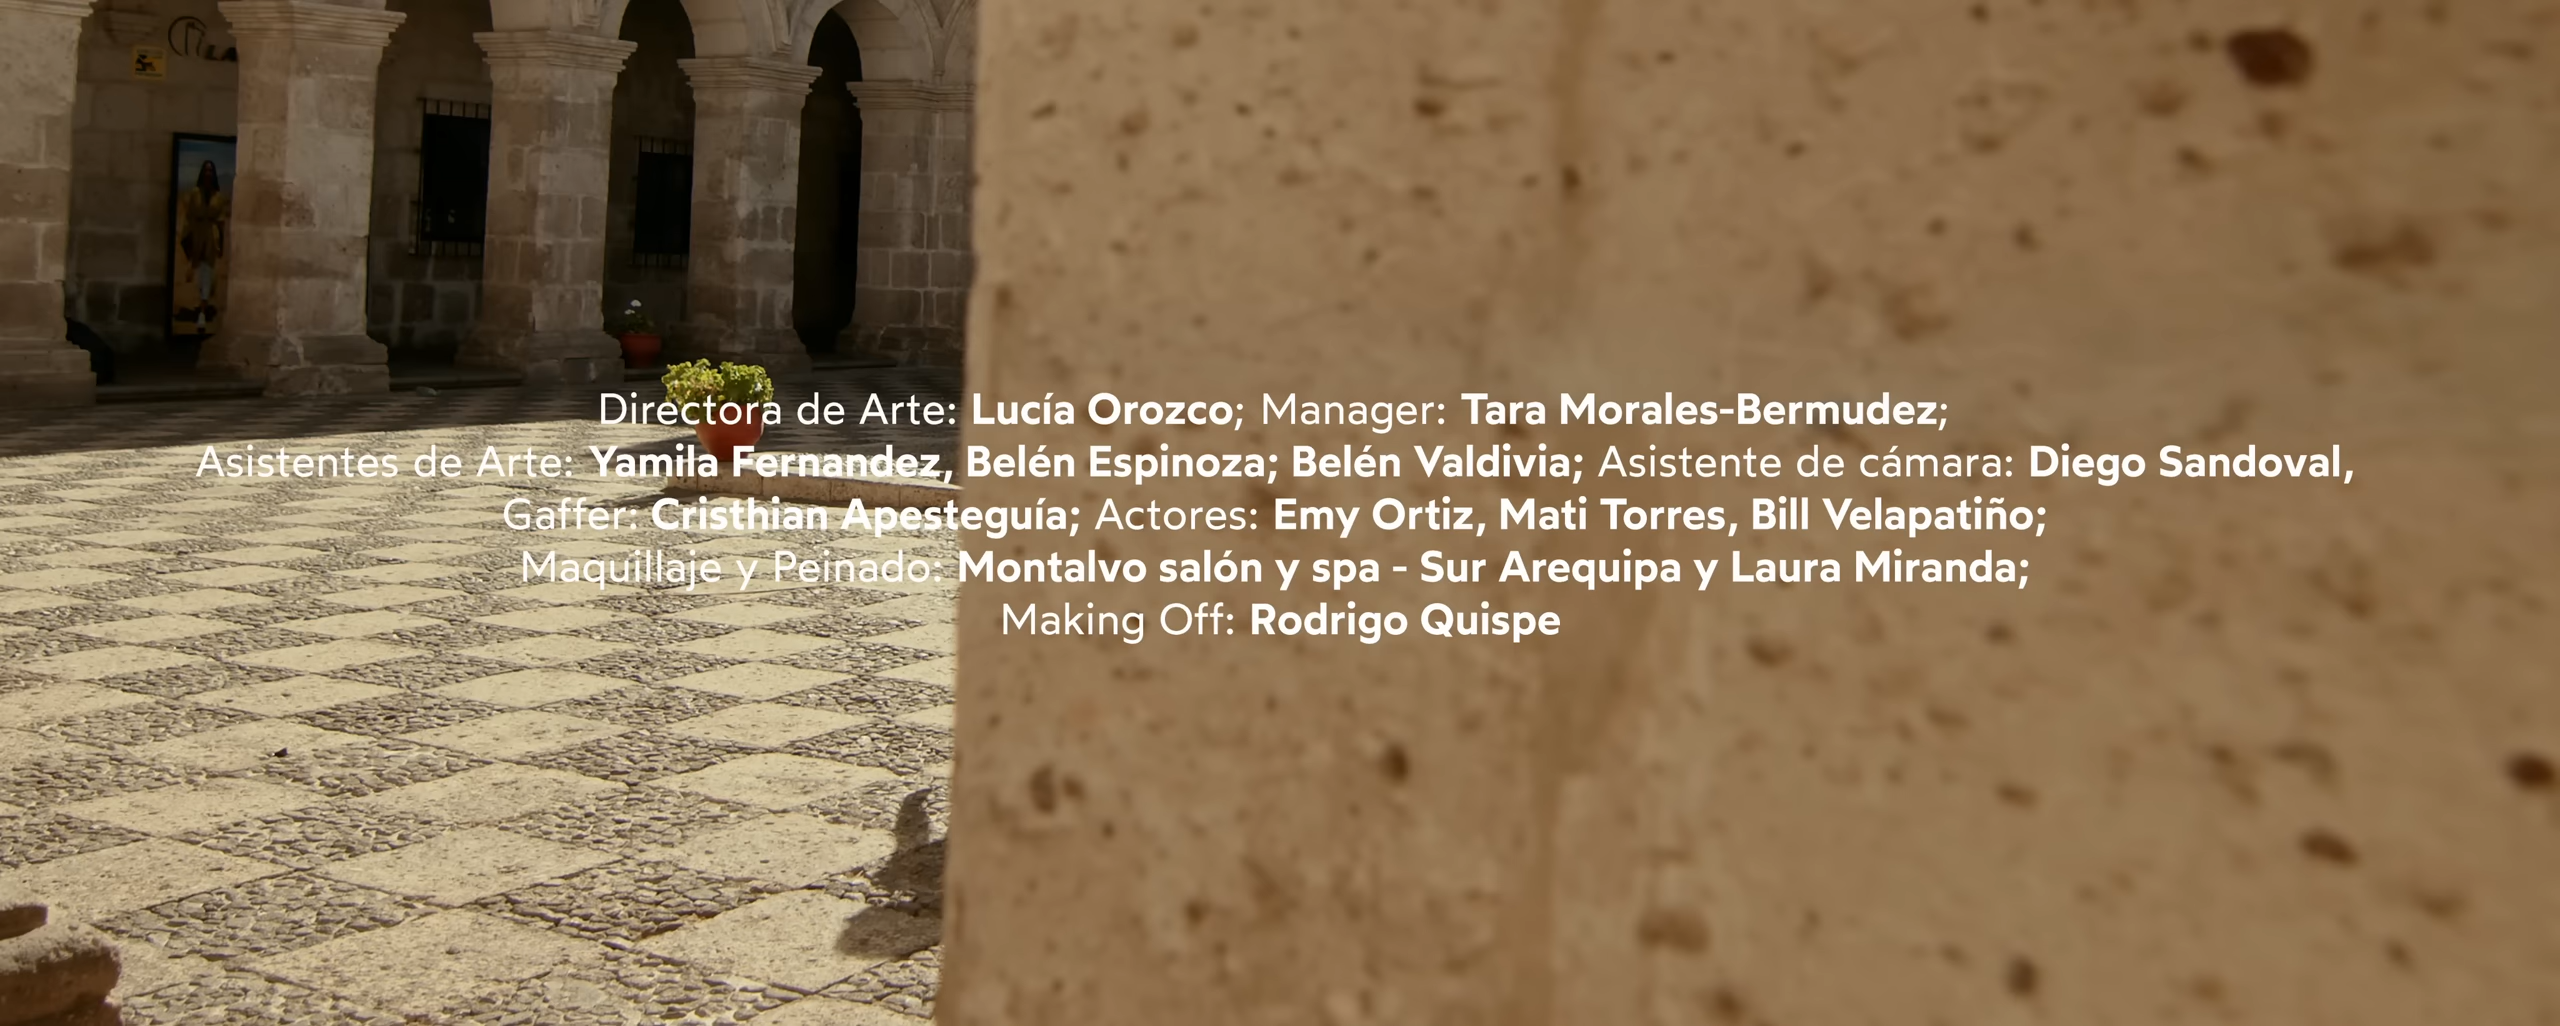 Directora de Arte: Lucía Orozco; Manager: Tara Morales-Bermudez;
Asistentes de Arte: Yamila Fernandez, Belén Espinoza; Belén Valdivia; Asistente de cámara: Diego Sandoval,
Gaffer: Cristhian Apesteguía; Actores: Emy Ortiz, Mati Torres, Bill Velapatiño;
Maquillaje y Peinado: Montalvo salón y spa - Sur Arequipa y Laura Miranda;
Making Off: Rodrigo Quispe